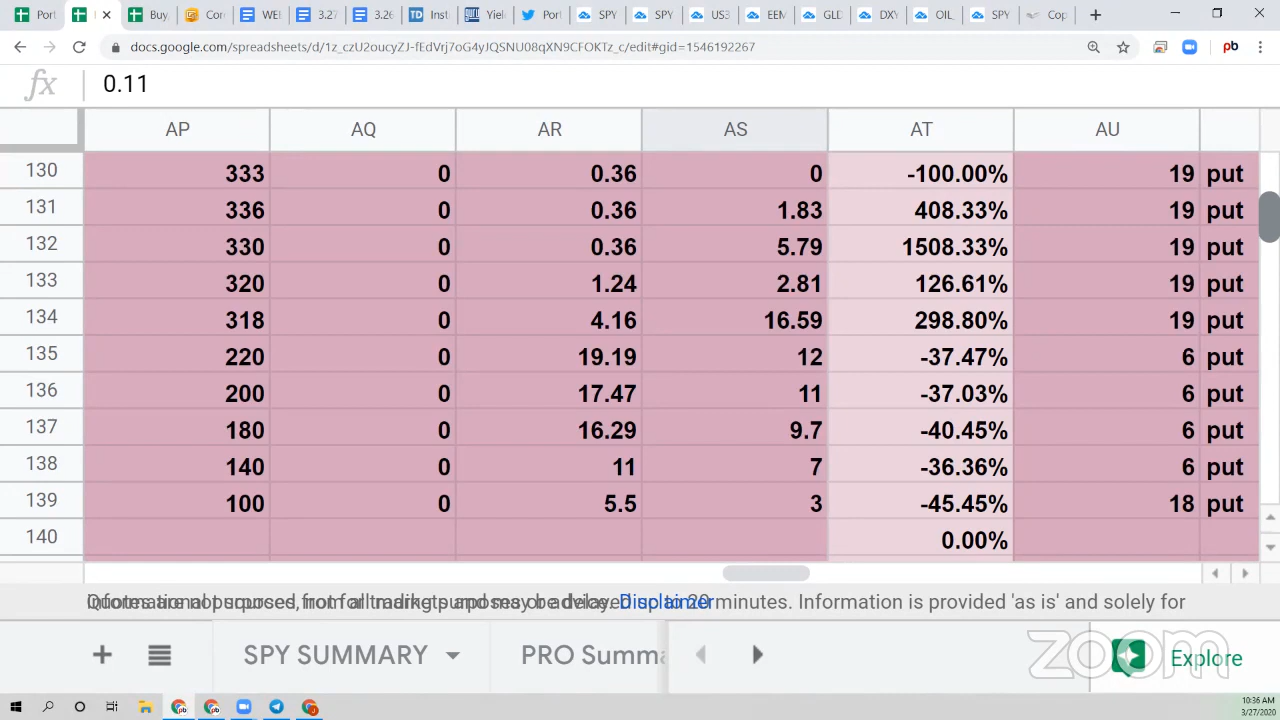 Port
Buy
Cor
WEI
3.27
3.26
Inst
Yiel
Port
SPY
SPY
US3
EEM
GLD
DXY
OIL
SPY
Cop
docs.google.com/spreadsheets/d/1z_czU2oucyZJ-fEdVrj7oG4yJQSNU08qXN9CFOKTz_c/edit#gid=1546192267
pb
fx 0.11
AP AQ AR AS AT AU
130 333 0 0.36 0 -100.00% 19 put
131 336 0 0.36 1.83 408.33% 19 put
132 330 0 0.36 5.79 1508.33% 19 put
133 320 0 1.24 2.81 126.61% 19 put
134 318 0 4.16 16.59 298.80% 19 put
135 220 0 19.19 12 -37.47% 6 put
136 200 0 17.47 11 -37.03% 6 put
137 180 0 16.29 9.7 -40.45% 6 put
138 140 0 11 7 -36.36% 6 put
139 100 0 5.5 3 -45.45% 18 put
140 0.00%
minutes. Information is provided 'as is' and solely for
SPY SUMMARY PRO Summa
zoom
Explore
10:36 AM
3/27/2020